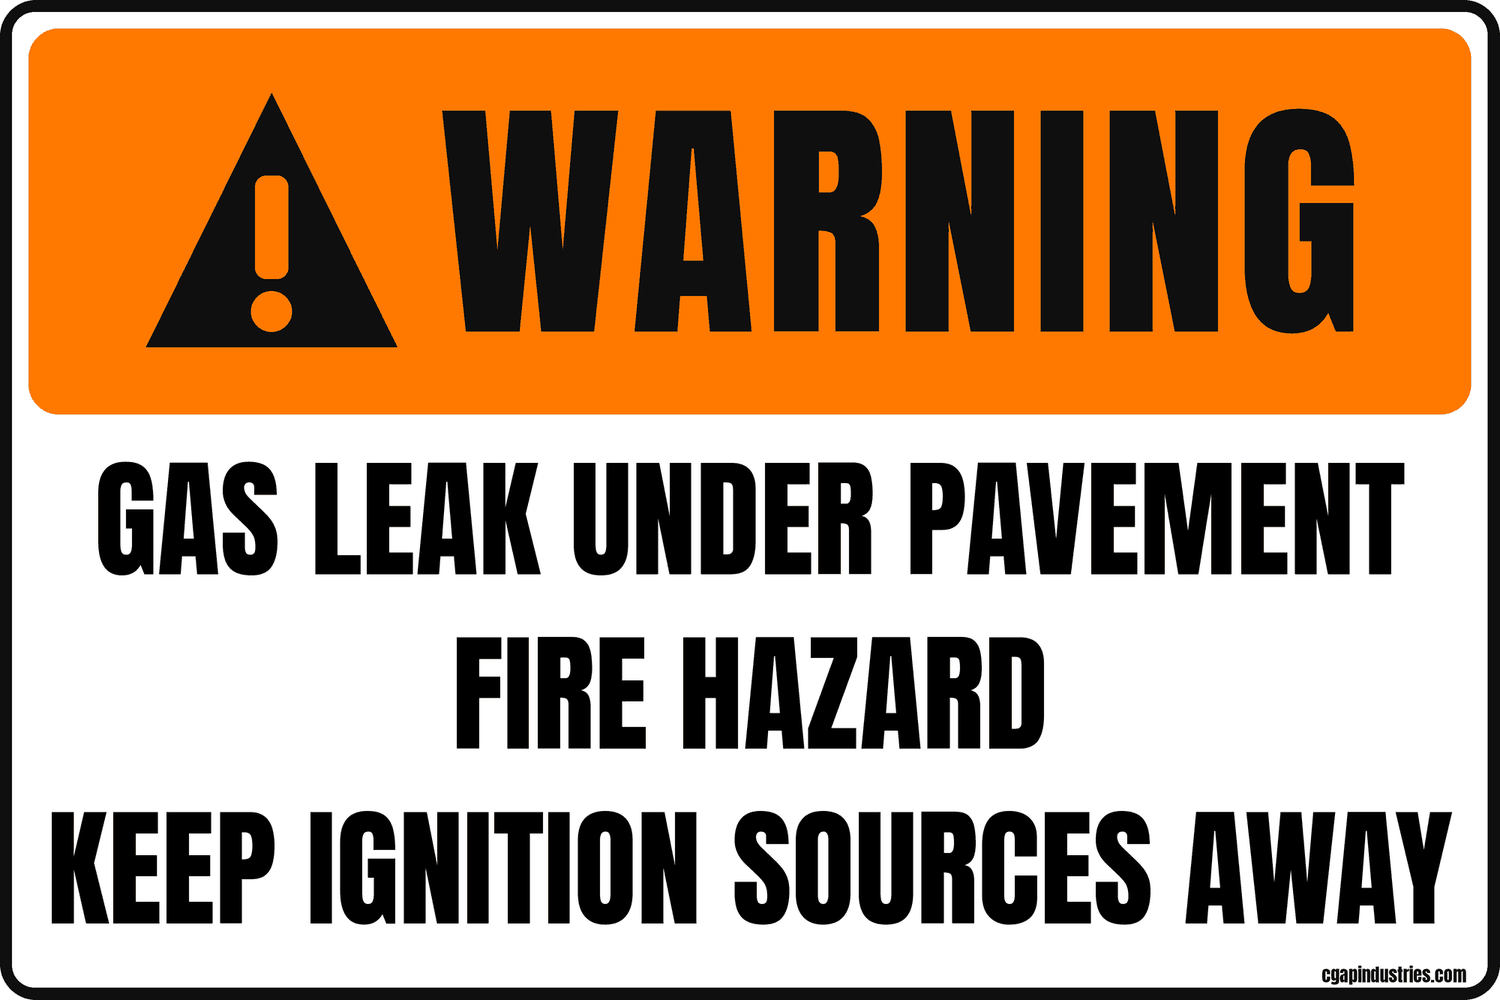 WARNING
GAS LEAK UNDER PAVEMENT
FIRE HAZARD
KEEP IGNITION SOURCES AWAY
cgapindustries.com